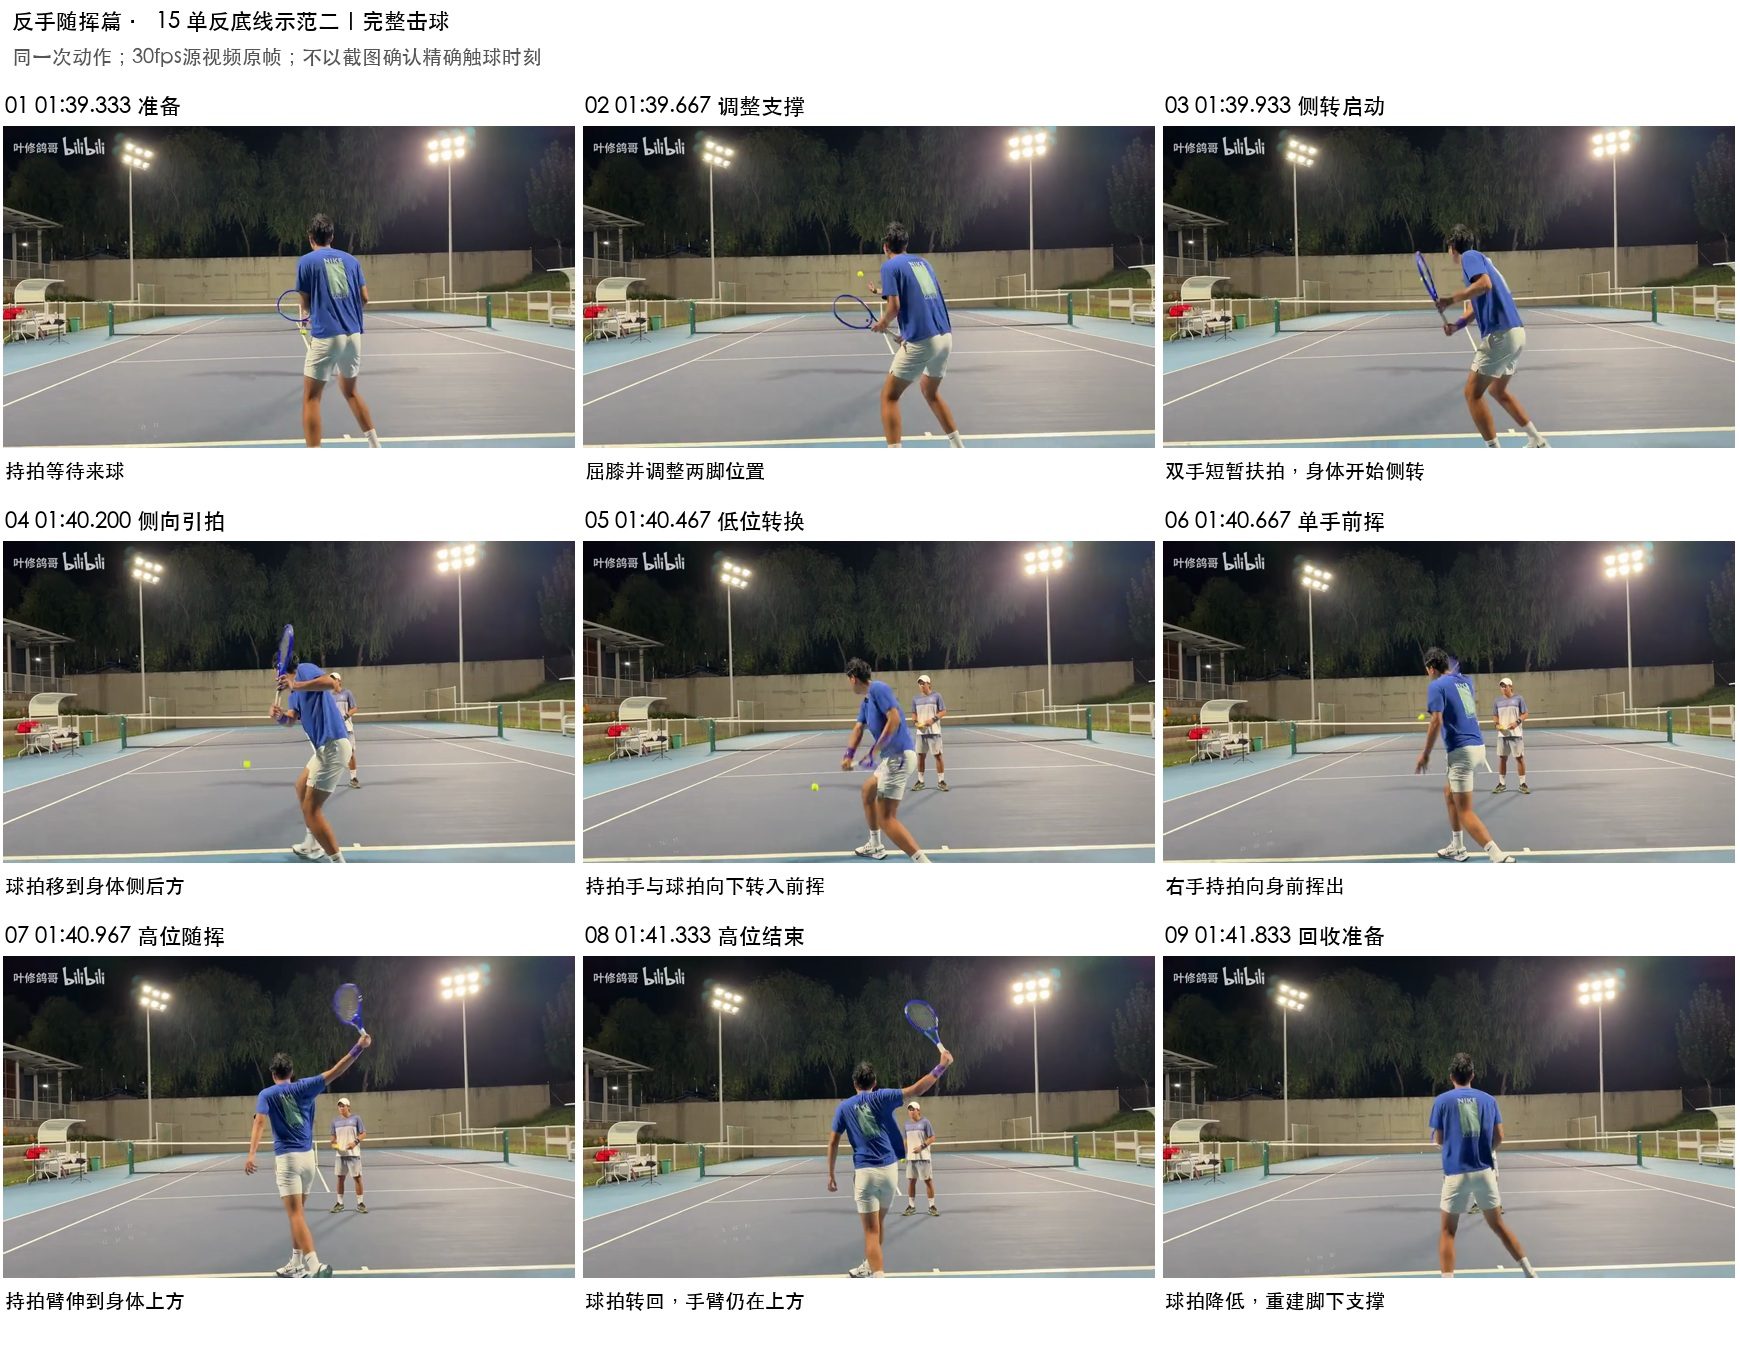 反手随挥篇· 15 单反底线示范二丨完整击球
同一次动作；30fps源视频原帧；不以截图确认精确触球时刻
01 01:39.333 准备
02 01:39.667 调整支撑
03 01:39.933 侧转启动
叶修鸽哥 bilibili
叶修鸽哥 bilibili
叶修鸽哥 bilibili
NIKE
NIKE
持拍等待来球
屈膝并调整两脚位置
双手短暂扶拍，身体开始侧转
04 01:40.200 侧向引拍
05 01:40.467 低位转换
06 01:40.667 单手前挥
叶修鸽哥 bilibili
叶修鸽哥 bilibili
叶修鸽哥 bilibili
球拍移到身体侧后方
持拍手与球拍向下转入前挥
右手持拍向身前挥出
07 01:40.967 高位随挥
08 01:41.333 高位结束
09 01:41.833 回收准备
叶修鸽哥 bilibili
叶修鸽哥 bilibili
叶修鸽哥 bilibili
NIKE
持拍臂伸到身体上方
球拍转回，手臂仍在上方
球拍降低，重建脚下支撑